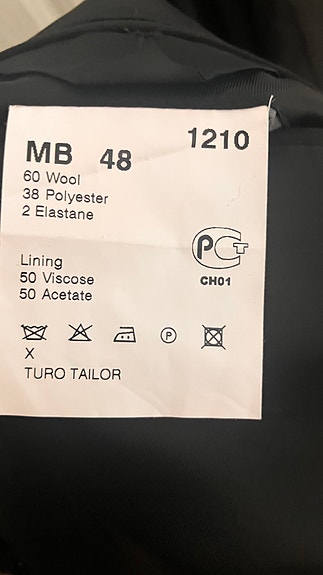 1210
MB 48
60 Wool
38 Polyester
2 Elastane
PCT
CH01
Lining
50 Viscose
50 Acetate
P
X
TURO TAILOR